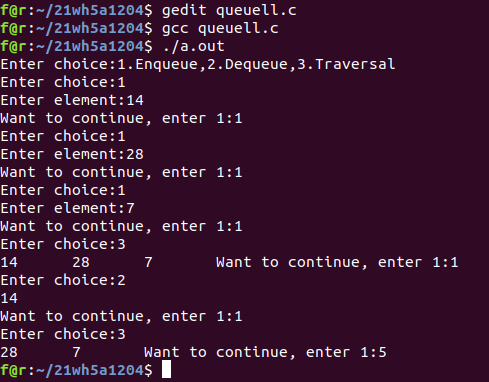 f@r:~/21wh5a1204$ gedit queuell.c
f@r:~/21wh5a1204$ gcc queuell.c
f@r:~/21wh5a1204$ ./a.out
Enter choice:1.Enqueue,2.Dequeue,3.Traversal
Enter choice:1
Enter element:14
Want to continue, enter 1:1
Enter choice:1
Enter element:28
Want to continue, enter 1:1
Enter choice:1
Enter element:7
Want to continue, enter 1:1
Enter choice:3
14      28      7       Want to continue, enter 1:1
Enter choice:2
14
Want to continue, enter 1:1
Enter choice:3
28      7       Want to continue, enter 1:5
f@r:~/21wh5a1204$